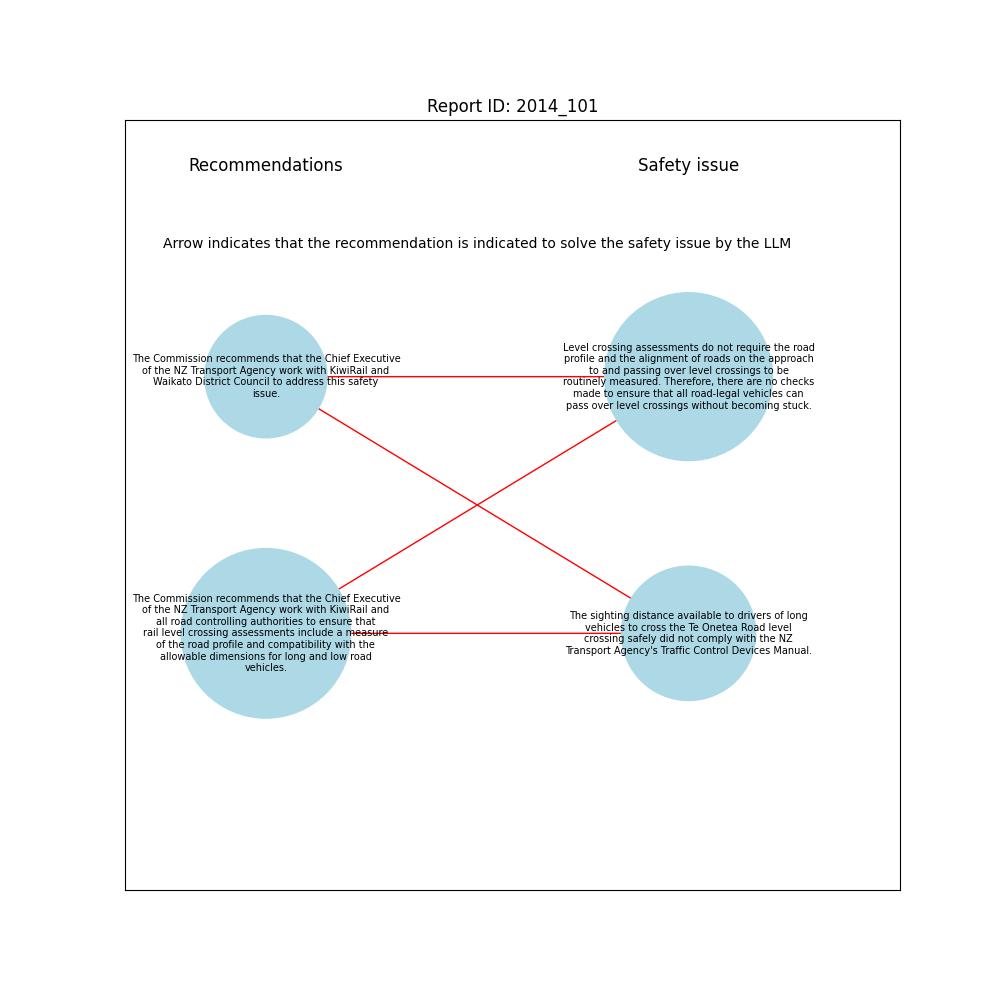 Report ID: 2014_101
Recommendations
Safety issue
Arrow indicates that the recommendation is indicated to solve the safety issue by the LLM
The Commission recommends that the Chief Executive
of the NZ Transport Agency work with KiwiRail and
Waikato District Council to address this safety
issue.
Level crossing assessments do not require the road
profile and the alignment of roads on the approach
to and passing over level crossings to be
routinely measured. Therefore, there are no checks
made to ensure that all road-legal vehicles can
pass over level crossings without becoming stuck.
The Commission recommends that the Chief Executive
of the NZ Transport Agency work with KiwiRail and
all road controlling authorities to ensure that
rail level crossing assessments include a measure
of the road profile and compatibility with the
allowable dimensions for long and low road
vehicles.
The sighting distance available to drivers of long
vehicles to cross the Te Onetea Road level
crossing safely did not comply with the NZ
Transport Agency's Traffic Control Devices Manual.